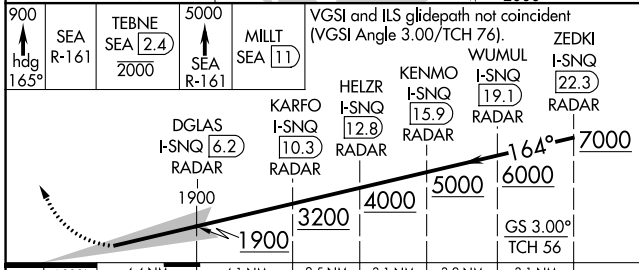 900
hdg
165°
SEA
R-161
TEBNE
SEA 2.4
2000
5000
SEA
R-161
MILLT
SEA 11
VGSI and ILS glidepath not coincident
(VGSI Angle 3.00/TCH 76).
ZEDKI
I-SNQ
22.3
RADAR
WUMUL
I-SNQ
19.1
RADAR
KENMO
I-SNQ
15.9
RADAR
HELZR
I-SNQ
12.8
RADAR
KARFO
I-SNQ
10.3
RADAR
DGLAS
I-SNQ 6.2
RADAR
1900
164°
7000
6000
5000
4000
3200
1900
GS 3.00°
TCH 56